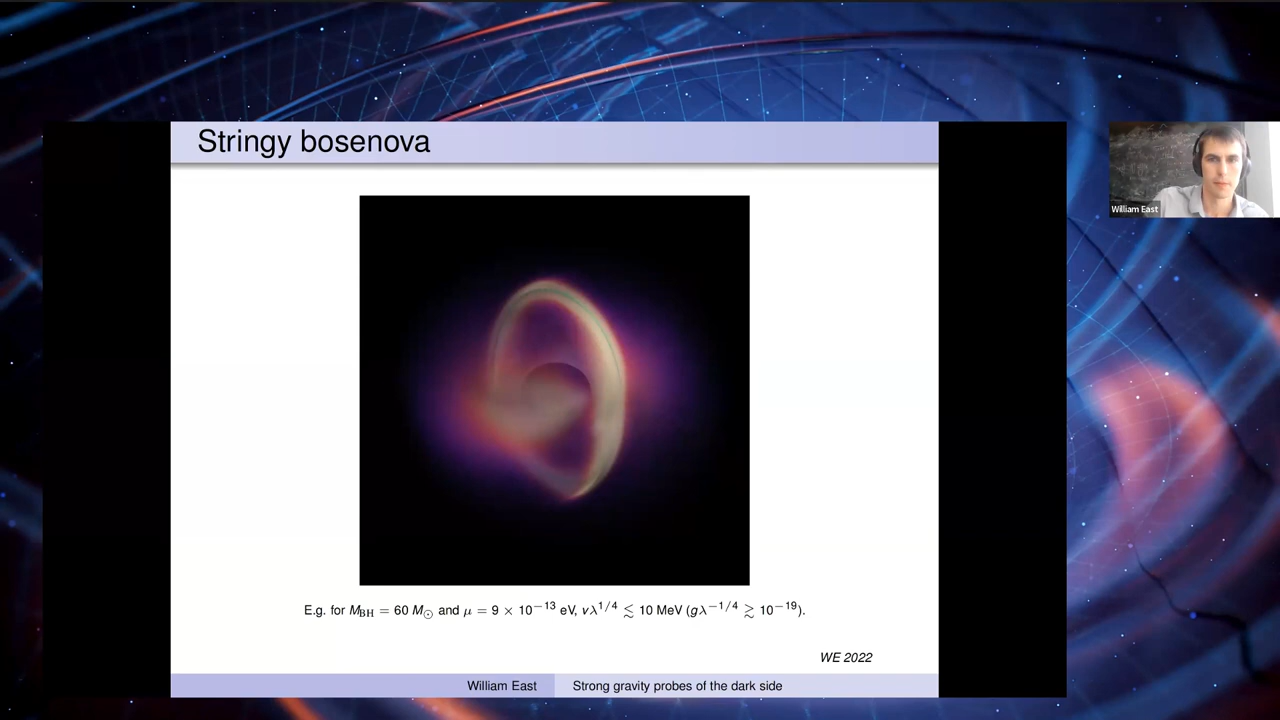 Stringy bosenova
William East
E.g. for M_BH = 60 M_⊙ and μ = 9 × 10^−13 eV, vλ^1/4 ≲ 10 MeV (gλ^−1/4 ≳ 10^−19).
WE 2022
William East Strong gravity probes of the dark side